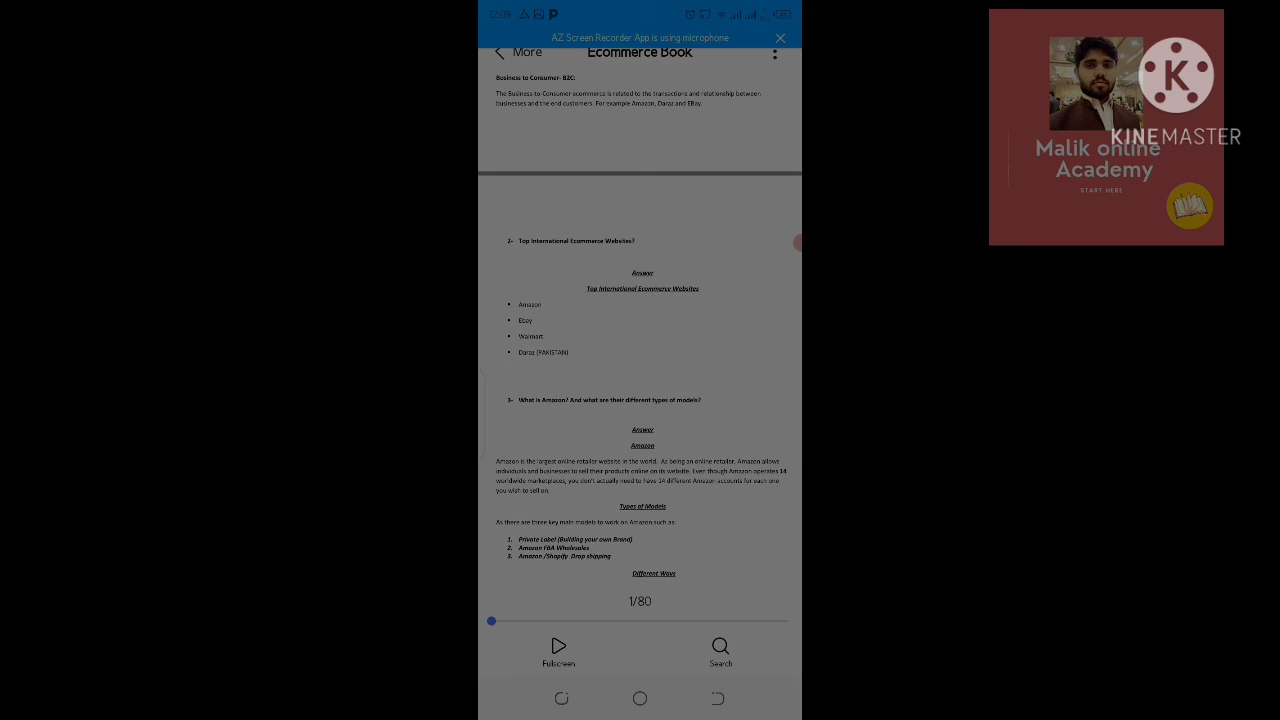 12:09
AZ Screen Recorder App is using microphone
More
Ecommerce Book
Business to Consumer- B2C:
The Business-to-Consumer ecommerce is related to the transactions and relationship between
businesses and the end customers. For example Amazon, Daraz and EBay.
2- Top International Ecommerce Websites?
Answer
Top International Ecommerce Websites
Amazon
Ebay
Walmart
Daraz (PAKISTAN)
3- What is Amazon? And what are their different types of models?
Answer
Amazon
Amazon is the largest online retailer website in the world. As being an online retailer, Amazon allows
individuals and businesses to sell their products online on its website. Even though Amazon operates 14
worldwide marketplaces, you don't actually need to have 14 different Amazon accounts for each one
you wish to sell on.
Types of Models
As there are three key main models to work on Amazon such as:
1. Private Label (Building your own Brand)
2. Amazon FBA Wholesales
3. Amazon /Shopify Drop shipping
Different Ways
1/80
Fullscreen
Search
K
KINEMASTER
Malik online
Academy
START HERE